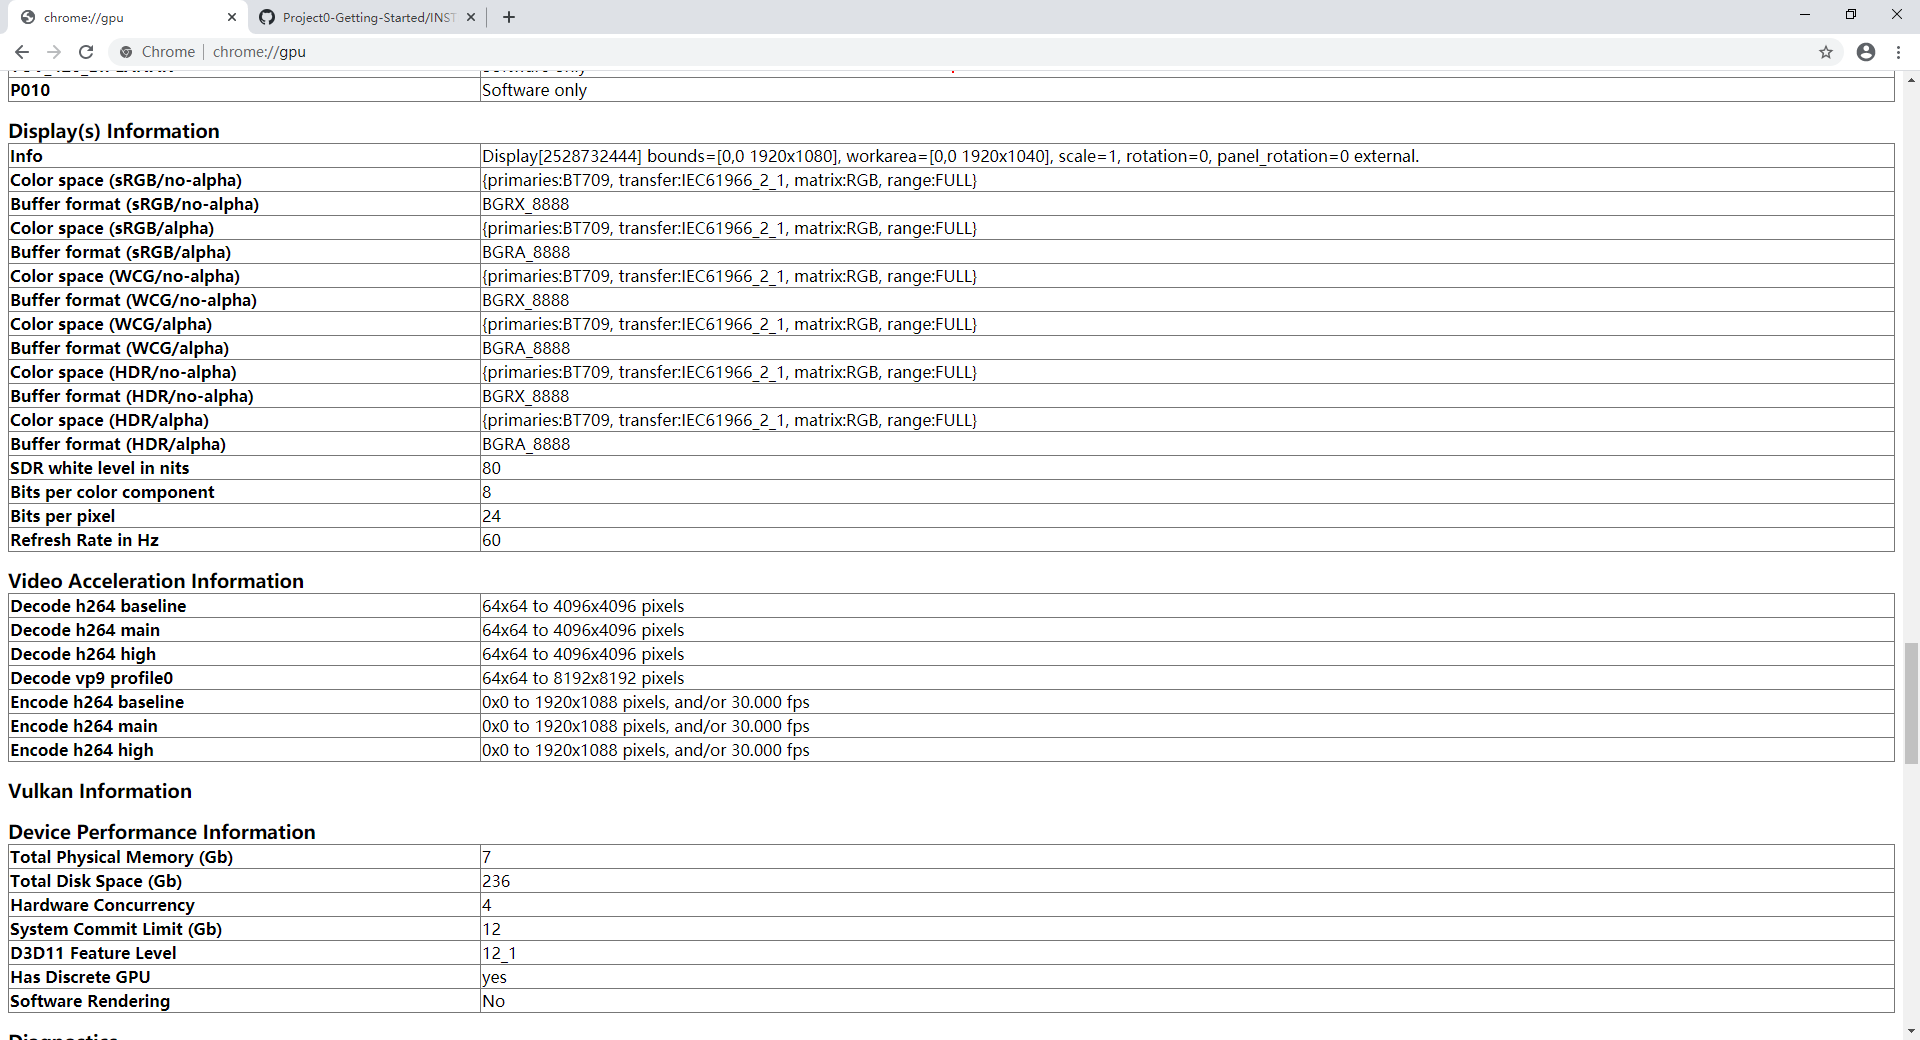 chrome://gpu
Project0-Getting-Started/INST
Chrome | chrome://gpu
P010 Software only
Display(s) Information
Info Display[2528732444] bounds=[0,0 1920x1080], workarea=[0,0 1920x1040], scale=1, rotation=0, panel_rotation=0 external.
Color space (sRGB/no-alpha) {primaries:BT709, transfer:IEC61966_2_1, matrix:RGB, range:FULL}
Buffer format (sRGB/no-alpha) BGRX_8888
Color space (sRGB/alpha) {primaries:BT709, transfer:IEC61966_2_1, matrix:RGB, range:FULL}
Buffer format (sRGB/alpha) BGRA_8888
Color space (WCG/no-alpha) {primaries:BT709, transfer:IEC61966_2_1, matrix:RGB, range:FULL}
Buffer format (WCG/no-alpha) BGRX_8888
Color space (WCG/alpha) {primaries:BT709, transfer:IEC61966_2_1, matrix:RGB, range:FULL}
Buffer format (WCG/alpha) BGRA_8888
Color space (HDR/no-alpha) {primaries:BT709, transfer:IEC61966_2_1, matrix:RGB, range:FULL}
Buffer format (HDR/no-alpha) BGRX_8888
Color space (HDR/alpha) {primaries:BT709, transfer:IEC61966_2_1, matrix:RGB, range:FULL}
Buffer format (HDR/alpha) BGRA_8888
SDR white level in nits 80
Bits per color component 8
Bits per pixel 24
Refresh Rate in Hz 60
Video Acceleration Information
Decode h264 baseline 64x64 to 4096x4096 pixels
Decode h264 main 64x64 to 4096x4096 pixels
Decode h264 high 64x64 to 4096x4096 pixels
Decode vp9 profile0 64x64 to 8192x8192 pixels
Encode h264 baseline 0x0 to 1920x1088 pixels, and/or 30.000 fps
Encode h264 main 0x0 to 1920x1088 pixels, and/or 30.000 fps
Encode h264 high 0x0 to 1920x1088 pixels, and/or 30.000 fps
Vulkan Information
Device Performance Information
Total Physical Memory (Gb) 7
Total Disk Space (Gb) 236
Hardware Concurrency 4
System Commit Limit (Gb) 12
D3D11 Feature Level 12_1
Has Discrete GPU yes
Software Rendering No
Diagnostics